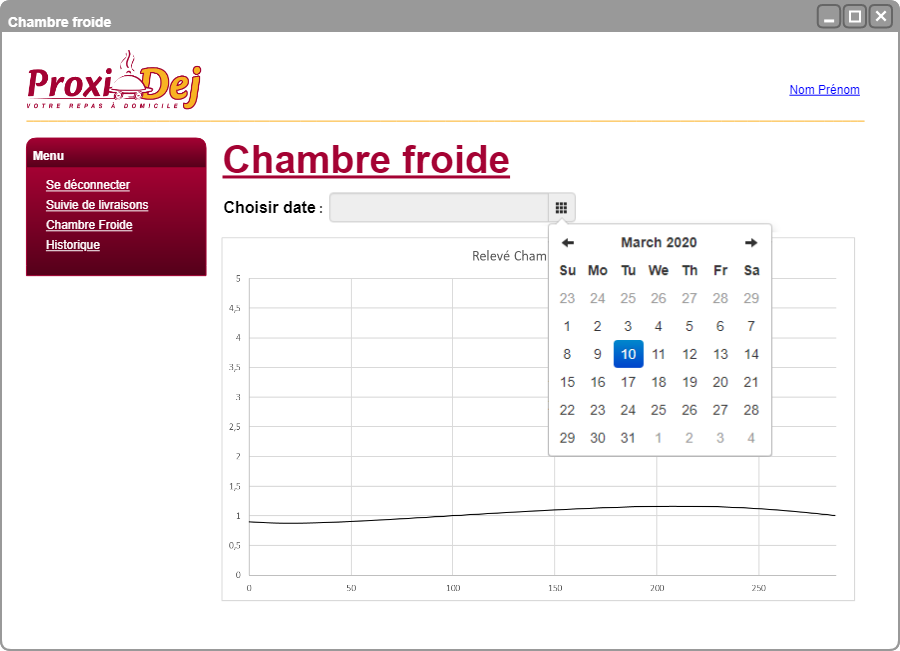 Chambre froide
Proxi Dej
VOTRE REPAS À DOMICILE
Nom Prénom
Menu
Se déconnecter
Suivie de livraisons
Chambre Froide
Historique
Chambre froide
Choisir date :
March 2020
Su Mo Tu We Th Fr Sa
23 24 25 26 27 28 29
1 2 3 4 5 6 7
8 9 10 11 12 13 14
15 16 17 18 19 20 21
22 23 24 25 26 27 28
29 30 31 1 2 3 4
Relevé Cham
5
4,5
4
3,5
3
2,5
2
1,5
1
0,5
0
0 50 100 150 200 250